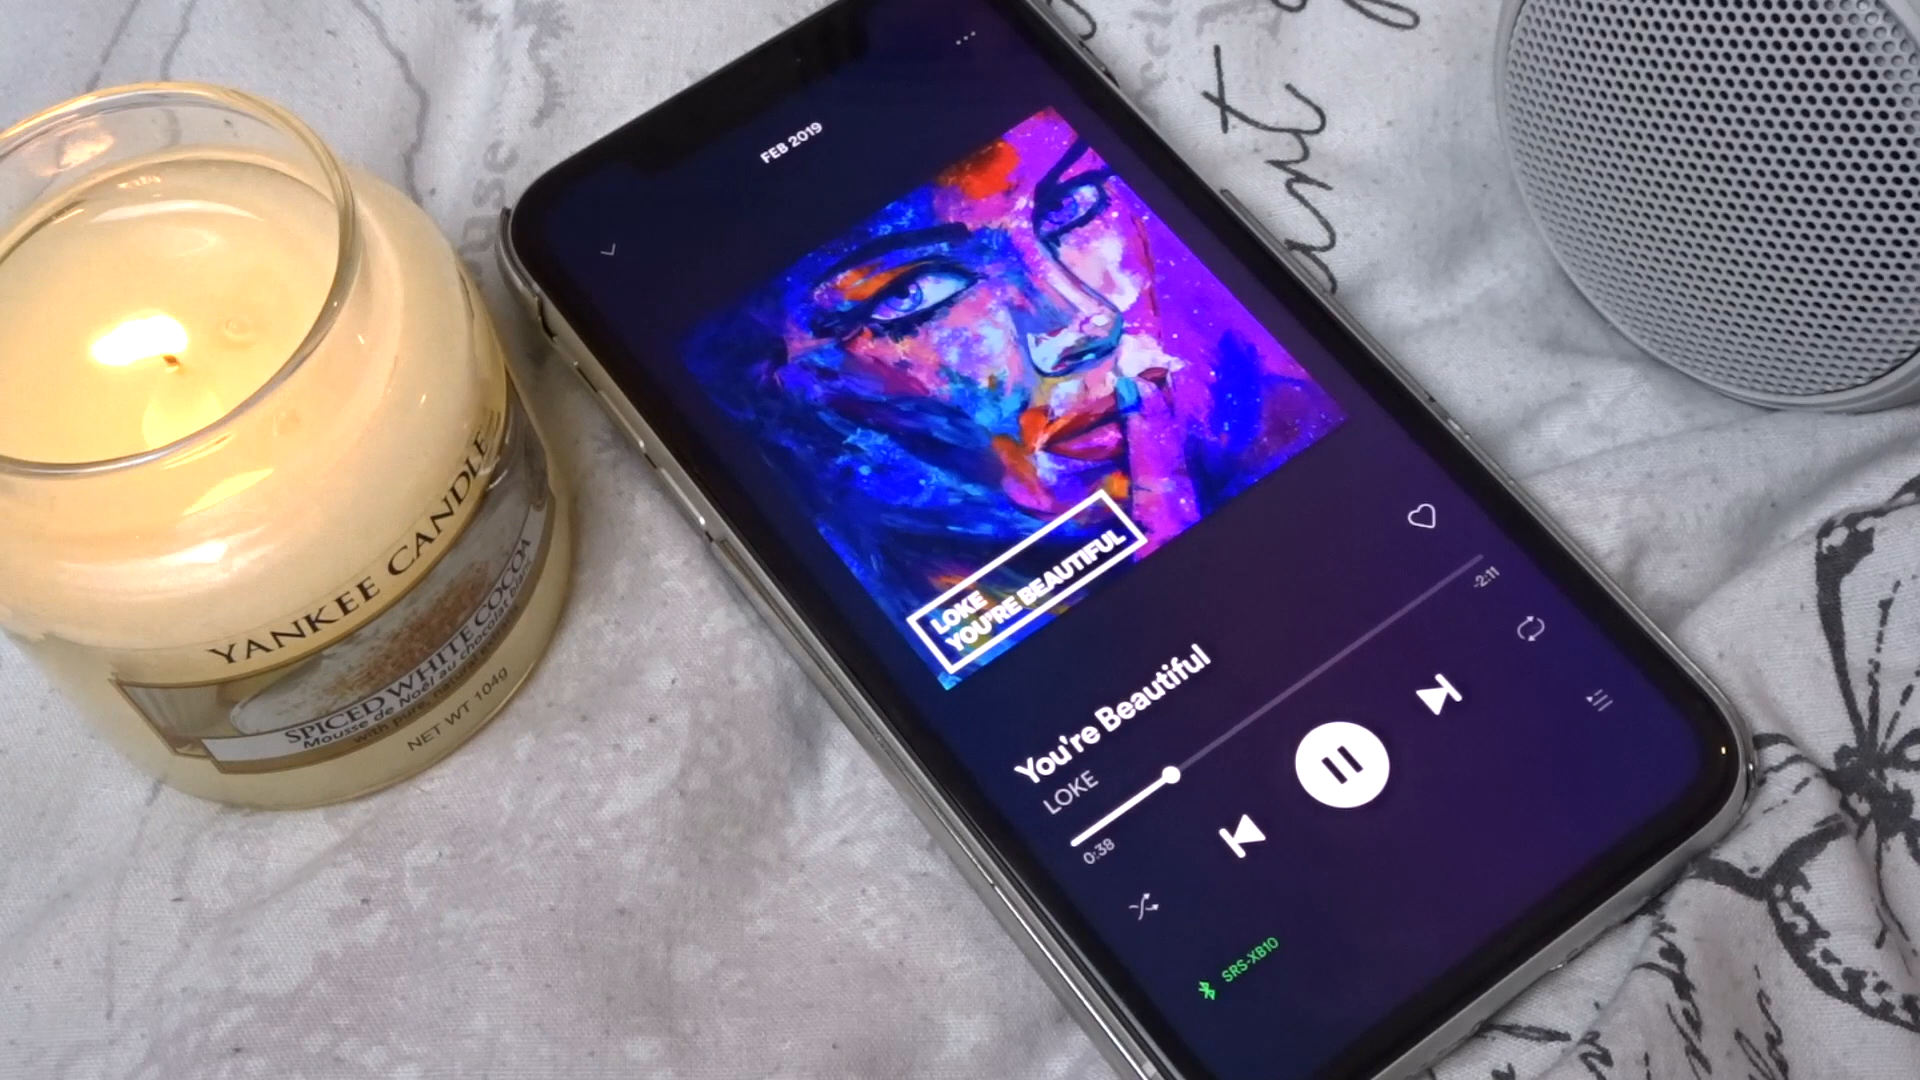 YANKEE CANDLE
SPICED WHITE COCOA
Mousse de Noël au chocolat blanc
NET WT 104g
FEB 2019
LOKE
YOU'RE BEAUTIFUL
You're Beautiful
LOKE
0:38
-2:11
SRS-XB10